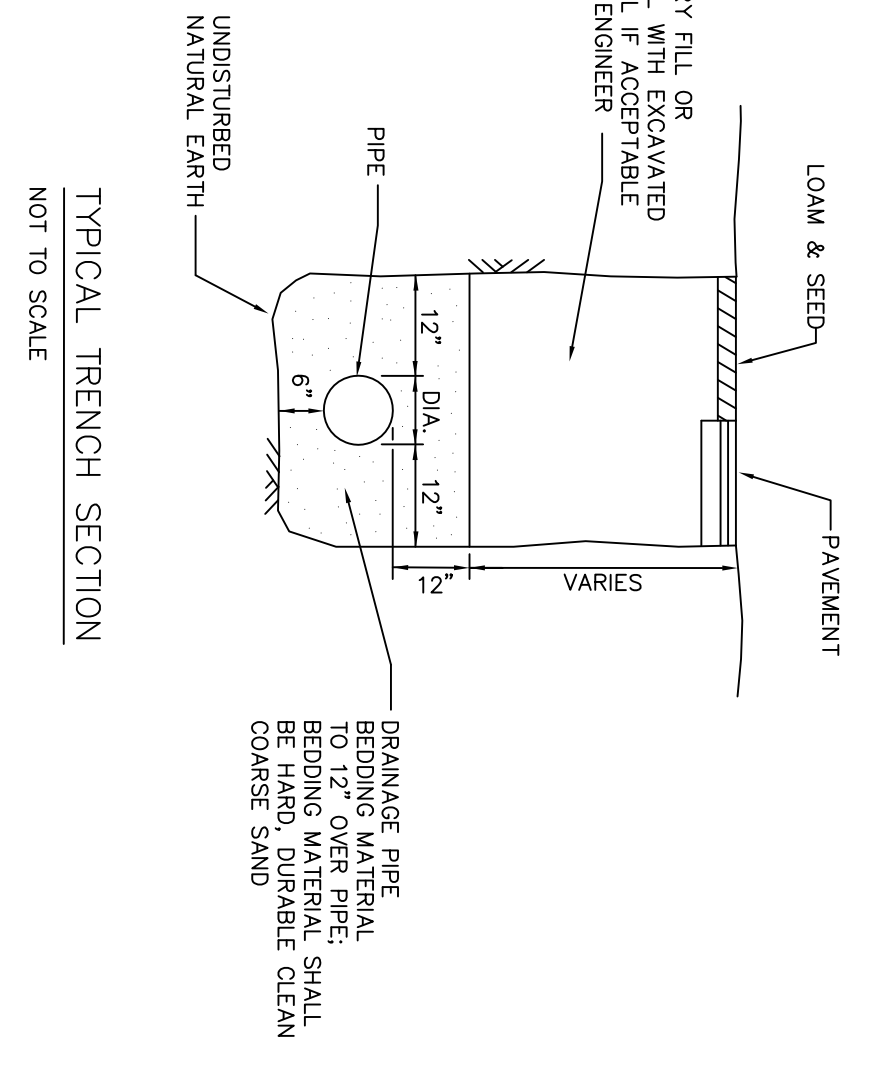 LOAM & SEED
PAVEMENT
FILL OR
WITH EXCAVATED
IF ACCEPTABLE
ENGINEER
VARIES
12"
DIA.
12"
12"
6"
PIPE
UNDISTURBED
NATURAL EARTH
DRAINAGE PIPE
BEDDING MATERIAL
TO 12" OVER PIPE;
BEDDING MATERIAL SHALL
BE HARD, DURABLE CLEAN
COARSE SAND
TYPICAL TRENCH SECTION
NOT TO SCALE